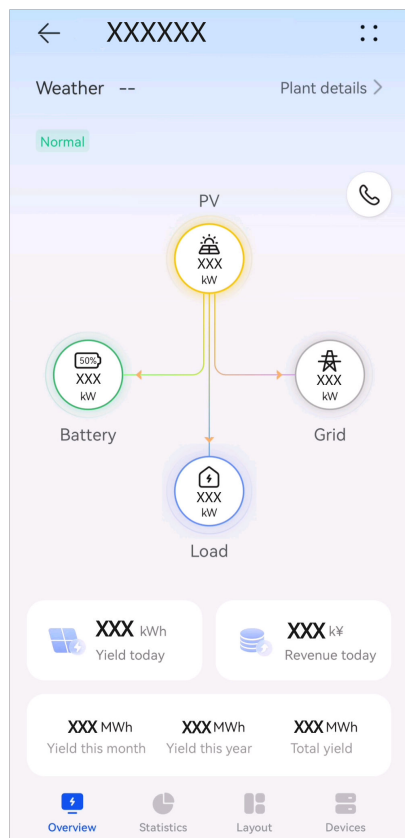 XXXXXX
Weather --
Plant details
Normal
PV
XXX
kW
50%
XXX
kW
XXX
kW
Battery
Grid
XXX
kW
Load
XXX kWh
Yield today
XXX k¥
Revenue today
XXX MWh
Yield this month
XXX MWh
Yield this year
XXX MWh
Total yield
Overview
Statistics
Layout
Devices